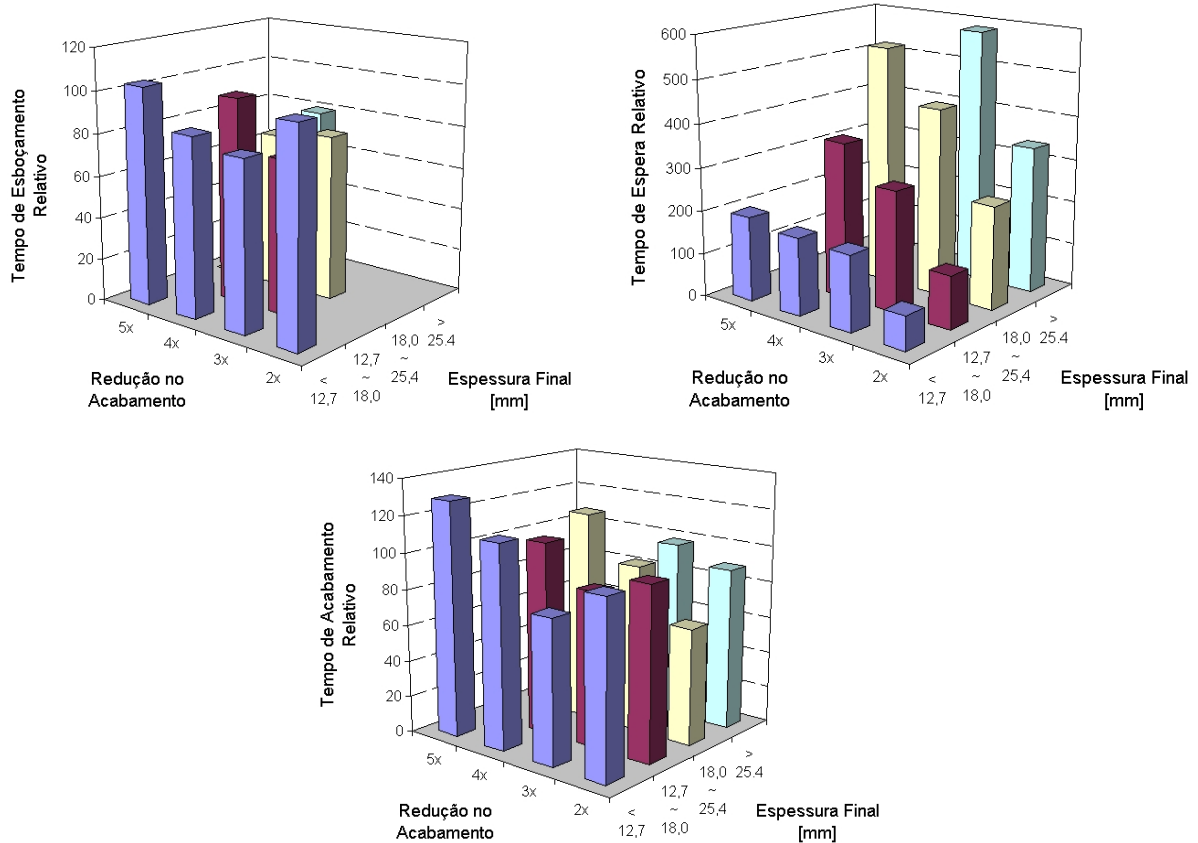 120
100
80
60
40
20
0
Tempo de Esboçamento
Relativo
5x
4x
3x
2x
Redução no
Acabamento
<
12,7
12,7
~
18,0
18,0
~
25,4
>
25.4
Espessura Final
[mm]
600
500
400
300
200
100
0
Tempo de Espera Relativo
5x
4x
3x
2x
Redução no
Acabamento
<
12,7
12,7
~
18,0
18,0
~
25,4
>
25.4
Espessura Final
[mm]
140
120
100
80
60
40
20
0
Tempo de Acabamento
Relativo
5x
4x
3x
2x
Redução no
Acabamento
<
12,7
12,7
~
18,0
18,0
~
25,4
>
25.4
Espessura Final
[mm]